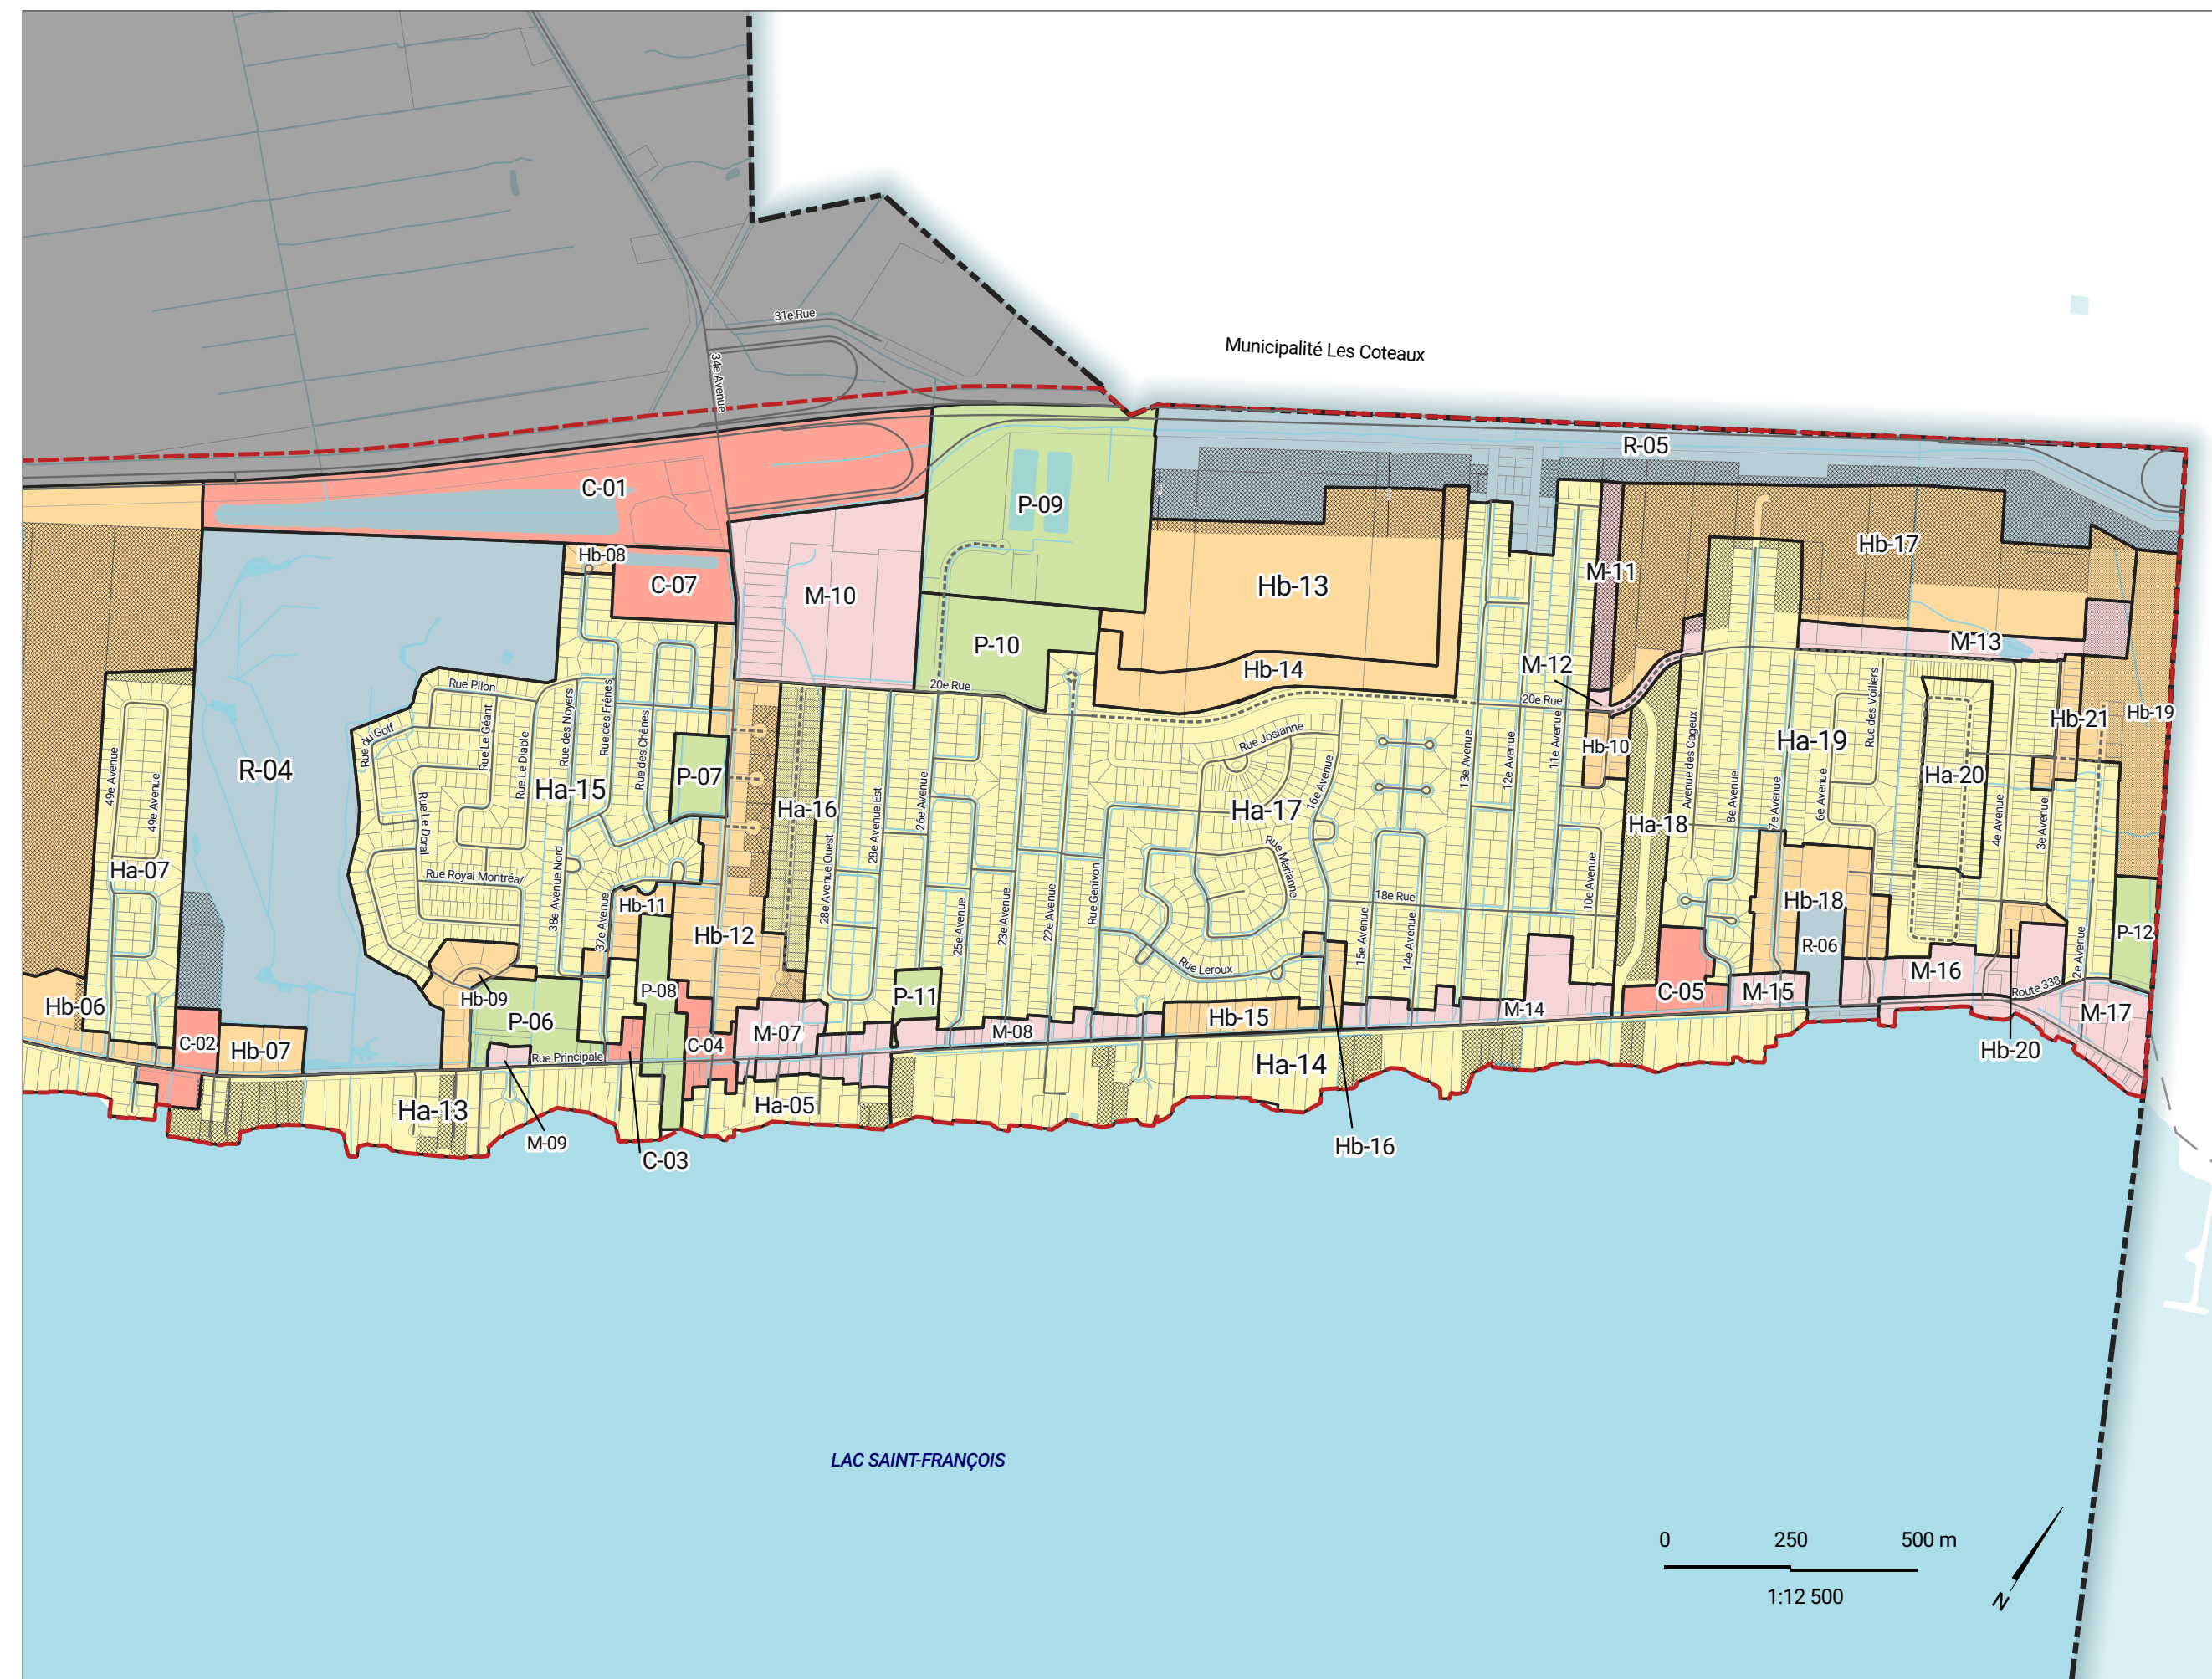 31e Rue
34e Avenue
Municipalité Les Coteaux
R-05
C-01
P-09
Hb-08
C-07
M-10
Hb-13
M-11
Hb-17
P-10
Hb-14
M-12
M-13
20e Rue
20e Rue
Rue Pilon
Rue du Golf
Rue Le Géant
Rue Le Diable
Rue des Noyers
Rue des Frênes
Rue des Chênes
Rue Le Doral
Rue Royal Montréal
R-04
Ha-15
P-07
Ha-16
49e Avenue
49e Avenue
Ha-07
38e Avenue Nord
37e Avenue
Hb-11
Hb-12
28e Avenue Ouest
28e Avenue Est
26e Avenue
25e Avenue
23e Avenue
22e Avenue
Rue Genivon
Rue Josianne
Ha-17
16e Avenue
Rue Marianne
Rue Leroux
18e Rue
15e Avenue
14e Avenue
13e Avenue
12e Avenue
11e Avenue
10e Avenue
Hb-10
Ha-18
Avenue des Cageux
8e Avenue
7e Avenue
6e Avenue
Rue des Voiliers
Ha-19
Ha-20
4e Avenue
3e Avenue
2e Avenue
Hb-21
Hb-19
Hb-18
R-06
P-12
Hb-06
C-02
Hb-07
Hb-09
P-06
P-08
C-04
M-07
P-11
M-08
Hb-15
M-14
C-05
M-15
M-16
Route 338
M-17
Hb-20
Rue Principale
Ha-14
Ha-13
Ha-05
M-09
C-03
Hb-16
LAC SAINT-FRANÇOIS
0 250 500 m
1:12 500
N